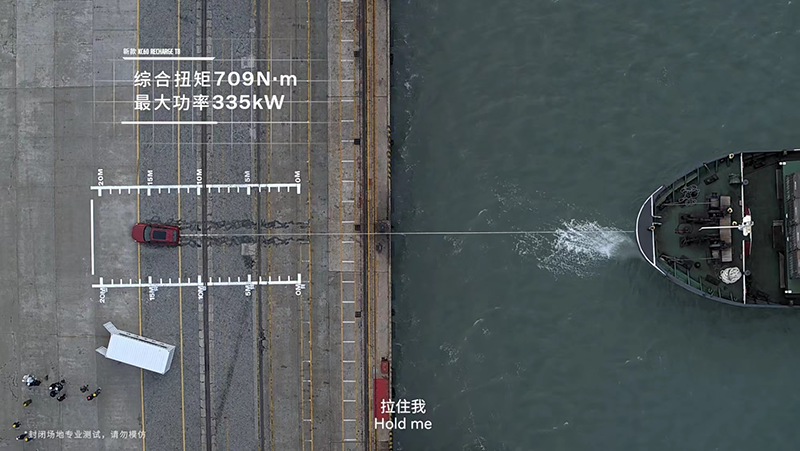 新款 XC60 RECHARGE T8
综合扭矩709N·m
最大功率335kW
20M 15M 10M 5M 0M
20M 15M 10M 5M 0M
拉住我
Hold me
*封闭场地专业测试，请勿模仿